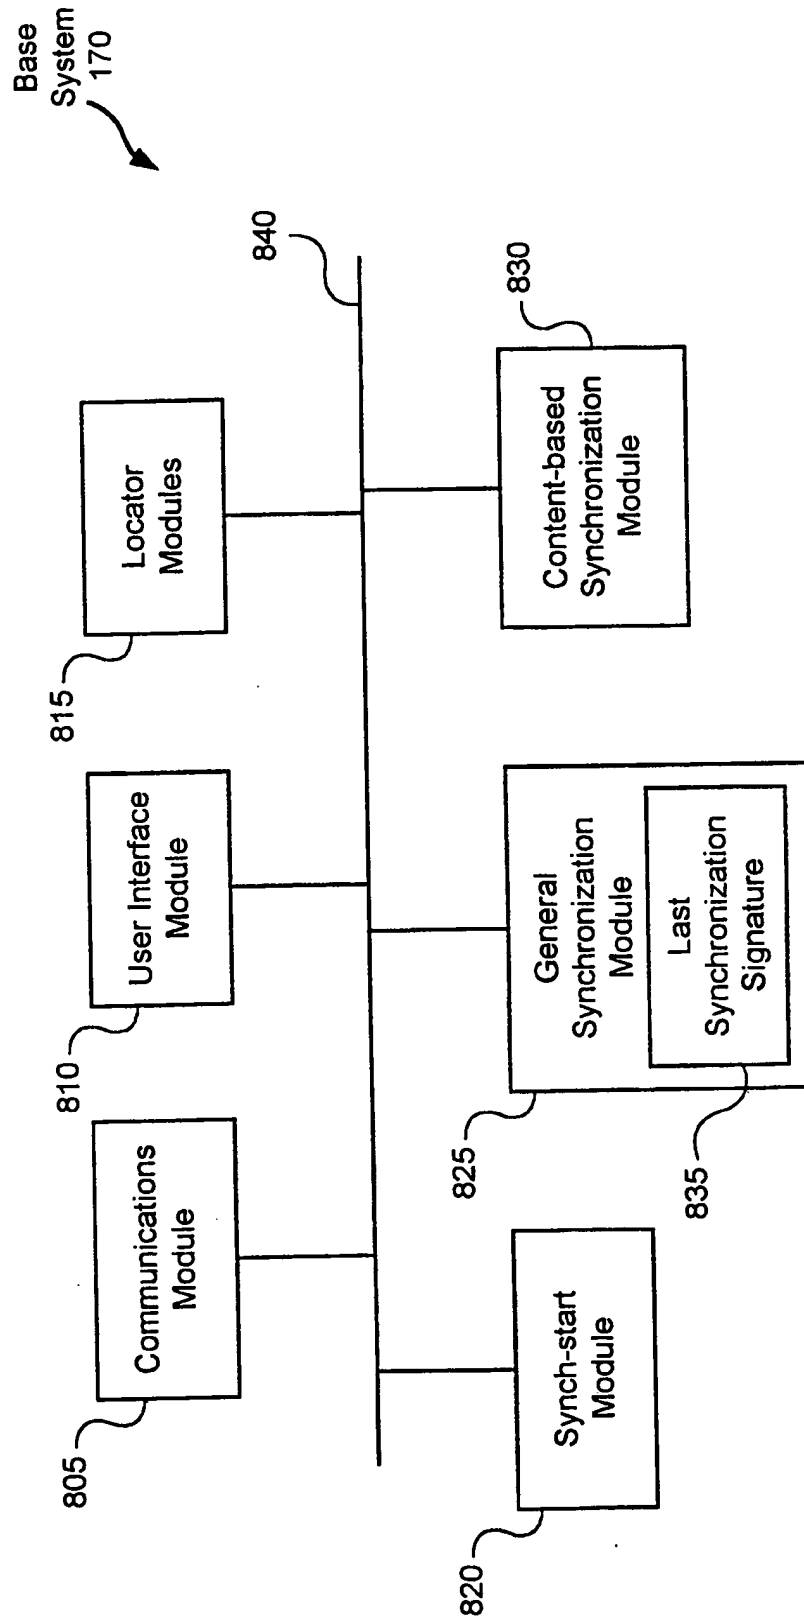 Base
System
170
805
Communications
Module
810
User Interface
Module
815
Locator
Modules
840
820
Synch-start
Module
825
General
Synchronization
Module
835
Last
Synchronization
Signature
830
Content-based
Synchronization
Module